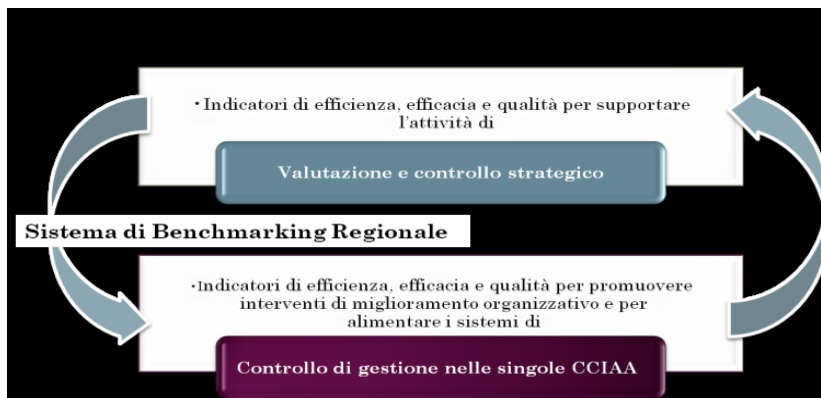 •Indicatori di efficienza, efficacia e qualità per supportare
l'attività di
Valutazione e controllo strategico
Sistema di Benchmarking Regionale
•Indicatori di efficienza, efficacia e qualità per promuovere
interventi di miglioramento organizzativo e per
alimentare i sistemi di
Controllo di gestione nelle singole CCIAA